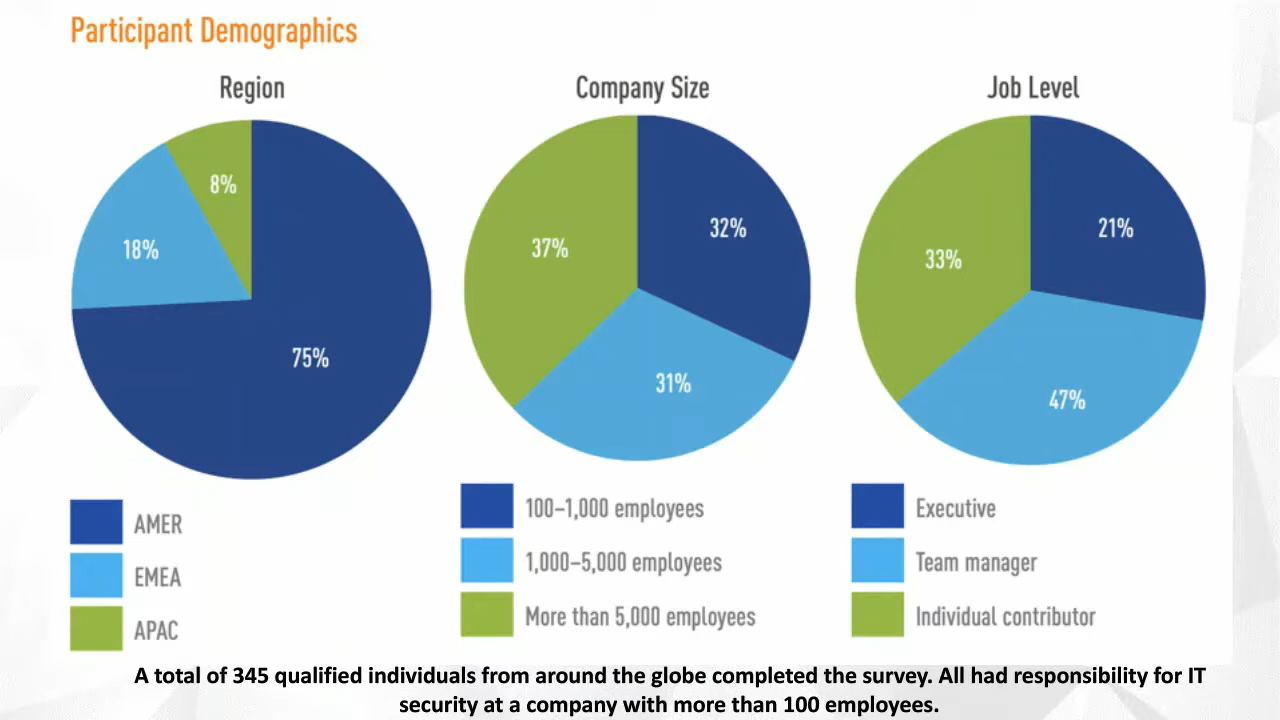 Participant Demographics
Region
8%
18%
75%
AMER
EMEA
APAC
Company Size
32%
37%
31%
100–1,000 employees
1,000–5,000 employees
More than 5,000 employees
Job Level
21%
33%
47%
Executive
Team manager
Individual contributor
A total of 345 qualified individuals from around the globe completed the survey. All had responsibility for IT
security at a company with more than 100 employees.